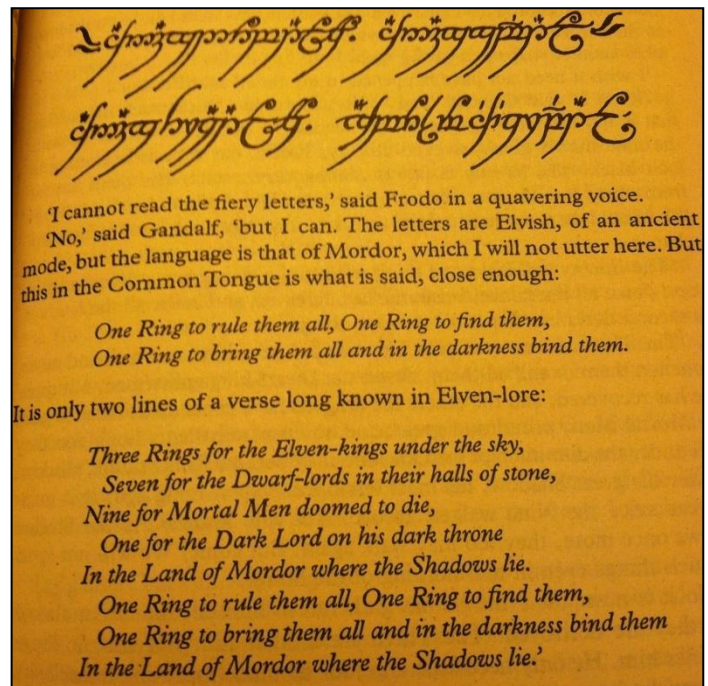 ‘I cannot read the fiery letters,’ said Frodo in a quavering voice.
‘No,’ said Gandalf, ‘but I can. The letters are Elvish, of an ancient
mode, but the language is that of Mordor, which I will not utter here. But
this in the Common Tongue is what is said, close enough:
One Ring to rule them all, One Ring to find them,
One Ring to bring them all and in the darkness bind them.
It is only two lines of a verse long known in Elven-lore:
Three Rings for the Elven-kings under the sky,
Seven for the Dwarf-lords in their halls of stone,
Nine for Mortal Men doomed to die,
One for the Dark Lord on his dark throne
In the Land of Mordor where the Shadows lie.
One Ring to rule them all, One Ring to find them,
One Ring to bring them all and in the darkness bind them
In the Land of Mordor where the Shadows lie.’